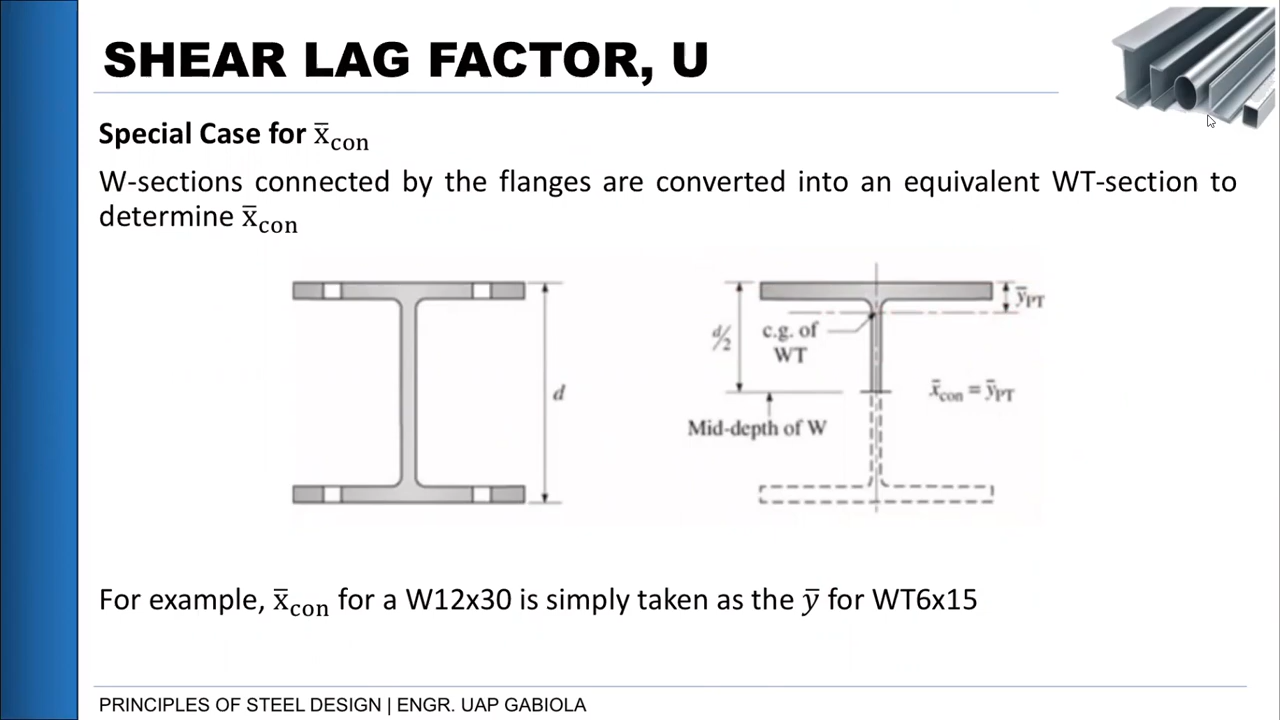 SHEAR LAG FACTOR, U
Special Case for x̄con
W-sections connected by the flanges are converted into an equivalent WT-section to
determine x̄con
d
d/2
c.g. of
WT
ȳPT
x̄con = ȳPT
Mid-depth of W
For example, x̄con for a W12x30 is simply taken as the ȳ for WT6x15
PRINCIPLES OF STEEL DESIGN | ENGR. UAP GABIOLA